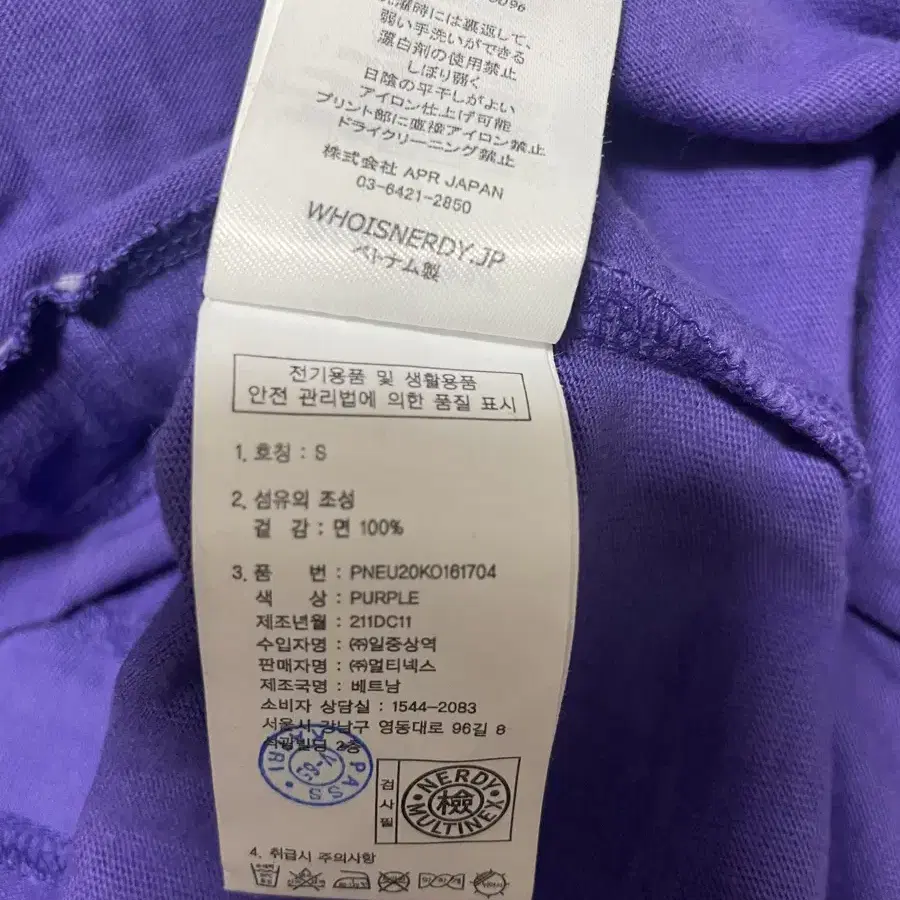 洗濯時には裏返して、
弱い手洗いができる
漂白剤の使用禁止
しぼり弱く
日陰の平干しがよい
アイロン仕上げ可能
プリント部に直接アイロン禁止
ドライクリーニング禁止
株式会社 APR JAPAN
03-6421-2850
WHOISNERDY.JP
ベトナム製
전기용품 및 생활용품
안전 관리법에 의한 품질 표시
1. 호칭 : S
2. 섬유의 조성
겉 감 : 면 100%
3. 품 번 : PNEU20KO161704
색 상 : PURPLE
제조년월 : 211DC11
수입자명 : ㈜일중상역
판매자명 : ㈜멀티넥스
제조국명 : 베트남
소비자 상담실 : 1544-2083
서울시 강남구 영동대로 96길 8
2층
PASS
검사필
NERDY
檢
MULTINEX
4. 취급시 주의사항